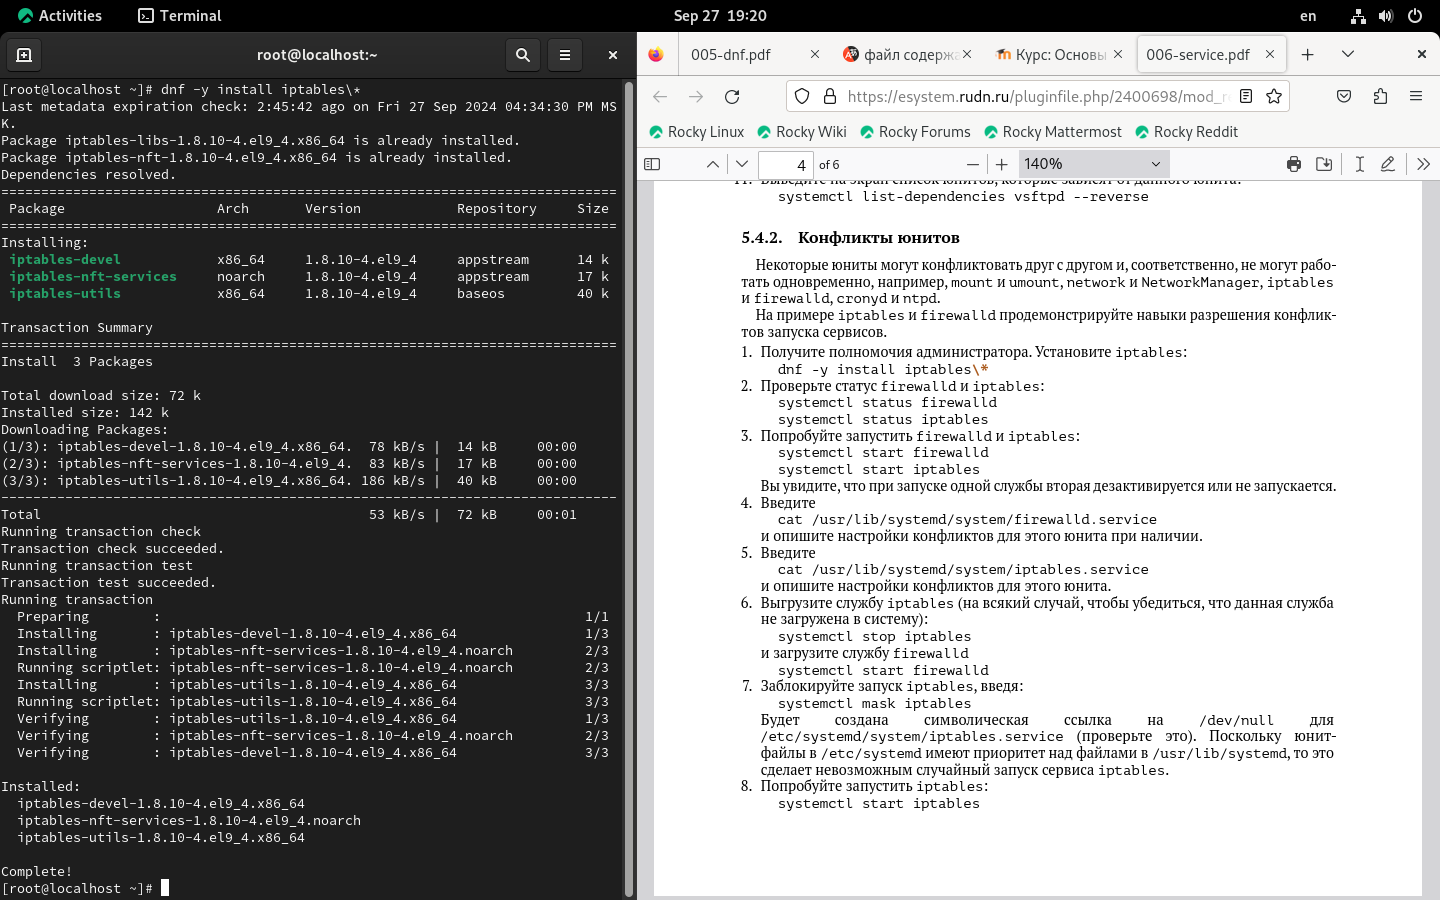 Activities
Terminal
Sep 27 19:20
en
root@localhost:~
[root@localhost ~]# dnf -y install iptables\*
Last metadata expiration check: 2:45:42 ago on Fri 27 Sep 2024 04:34:30 PM MS
K.
Package iptables-libs-1.8.10-4.el9_4.x86_64 is already installed.
Package iptables-nft-1.8.10-4.el9_4.x86_64 is already installed.
Dependencies resolved.
================================================================================
Package Arch Version Repository Size
================================================================================
Installing:
iptables-devel x86_64 1.8.10-4.el9_4 appstream 14 k
iptables-nft-services noarch 1.8.10-4.el9_4 appstream 17 k
iptables-utils x86_64 1.8.10-4.el9_4 baseos 40 k
Transaction Summary
================================================================================
Install 3 Packages
Total download size: 72 k
Installed size: 142 k
Downloading Packages:
(1/3): iptables-devel-1.8.10-4.el9_4.x86_64. 78 kB/s | 14 kB 00:00
(2/3): iptables-nft-services-1.8.10-4.el9_4. 83 kB/s | 17 kB 00:00
(3/3): iptables-utils-1.8.10-4.el9_4.x86_64. 186 kB/s | 40 kB 00:00
--------------------------------------------------------------------------------
Total 53 kB/s | 72 kB 00:01
Running transaction check
Transaction check succeeded.
Running transaction test
Transaction test succeeded.
Running transaction
Preparing : 1/1
Installing : iptables-devel-1.8.10-4.el9_4.x86_64 1/3
Installing : iptables-nft-services-1.8.10-4.el9_4.noarch 2/3
Running scriptlet: iptables-nft-services-1.8.10-4.el9_4.noarch 2/3
Installing : iptables-utils-1.8.10-4.el9_4.x86_64 3/3
Running scriptlet: iptables-utils-1.8.10-4.el9_4.x86_64 3/3
Verifying : iptables-utils-1.8.10-4.el9_4.x86_64 1/3
Verifying : iptables-nft-services-1.8.10-4.el9_4.noarch 2/3
Verifying : iptables-devel-1.8.10-4.el9_4.x86_64 3/3
Installed:
iptables-devel-1.8.10-4.el9_4.x86_64
iptables-nft-services-1.8.10-4.el9_4.noarch
iptables-utils-1.8.10-4.el9_4.x86_64
Complete!
[root@localhost ~]#
005-dnf.pdf
файл содержа
Курс: Основы
006-service.pdf
https://esystem.rudn.ru/pluginfile.php/2400698/mod_r
Rocky Linux
Rocky Wiki
Rocky Forums
Rocky Mattermost
Rocky Reddit
4 of 6
140%
11. Выведите на экран список юнитов, которые зависят от данного юнита:
systemctl list-dependencies vsftpd --reverse
5.4.2. Конфликты юнитов
Некоторые юниты могут конфликтовать друг с другом и, соответственно, не могут рабо-
тать одновременно, например, mount и umount, network и NetworkManager, iptables
и firewalld, cronyd и ntpd.
На примере iptables и firewalld продемонстрируйте навыки разрешения конфлик-
тов запуска сервисов.
1. Получите полномочия администратора. Установите iptables:
dnf -y install iptables\*
2. Проверьте статус firewalld и iptables:
systemctl status firewalld
systemctl status iptables
3. Попробуйте запустить firewalld и iptables:
systemctl start firewalld
systemctl start iptables
Вы увидите, что при запуске одной службы вторая дезактивируется или не запускается.
4. Введите
cat /usr/lib/systemd/system/firewalld.service
и опишите настройки конфликтов для этого юнита при наличии.
5. Введите
cat /usr/lib/systemd/system/iptables.service
и опишите настройки конфликтов для этого юнита.
6. Выгрузите службу iptables (на всякий случай, чтобы убедиться, что данная служба
не загружена в систему):
systemctl stop iptables
и загрузите службу firewalld
systemctl start firewalld
7. Заблокируйте запуск iptables, введя:
systemctl mask iptables
Будет создана символическая ссылка на /dev/null для
/etc/systemd/system/iptables.service (проверьте это). Поскольку юнит-
файлы в /etc/systemd имеют приоритет над файлами в /usr/lib/systemd, то это
сделает невозможным случайный запуск сервиса iptables.
8. Попробуйте запустить iptables:
systemctl start iptables